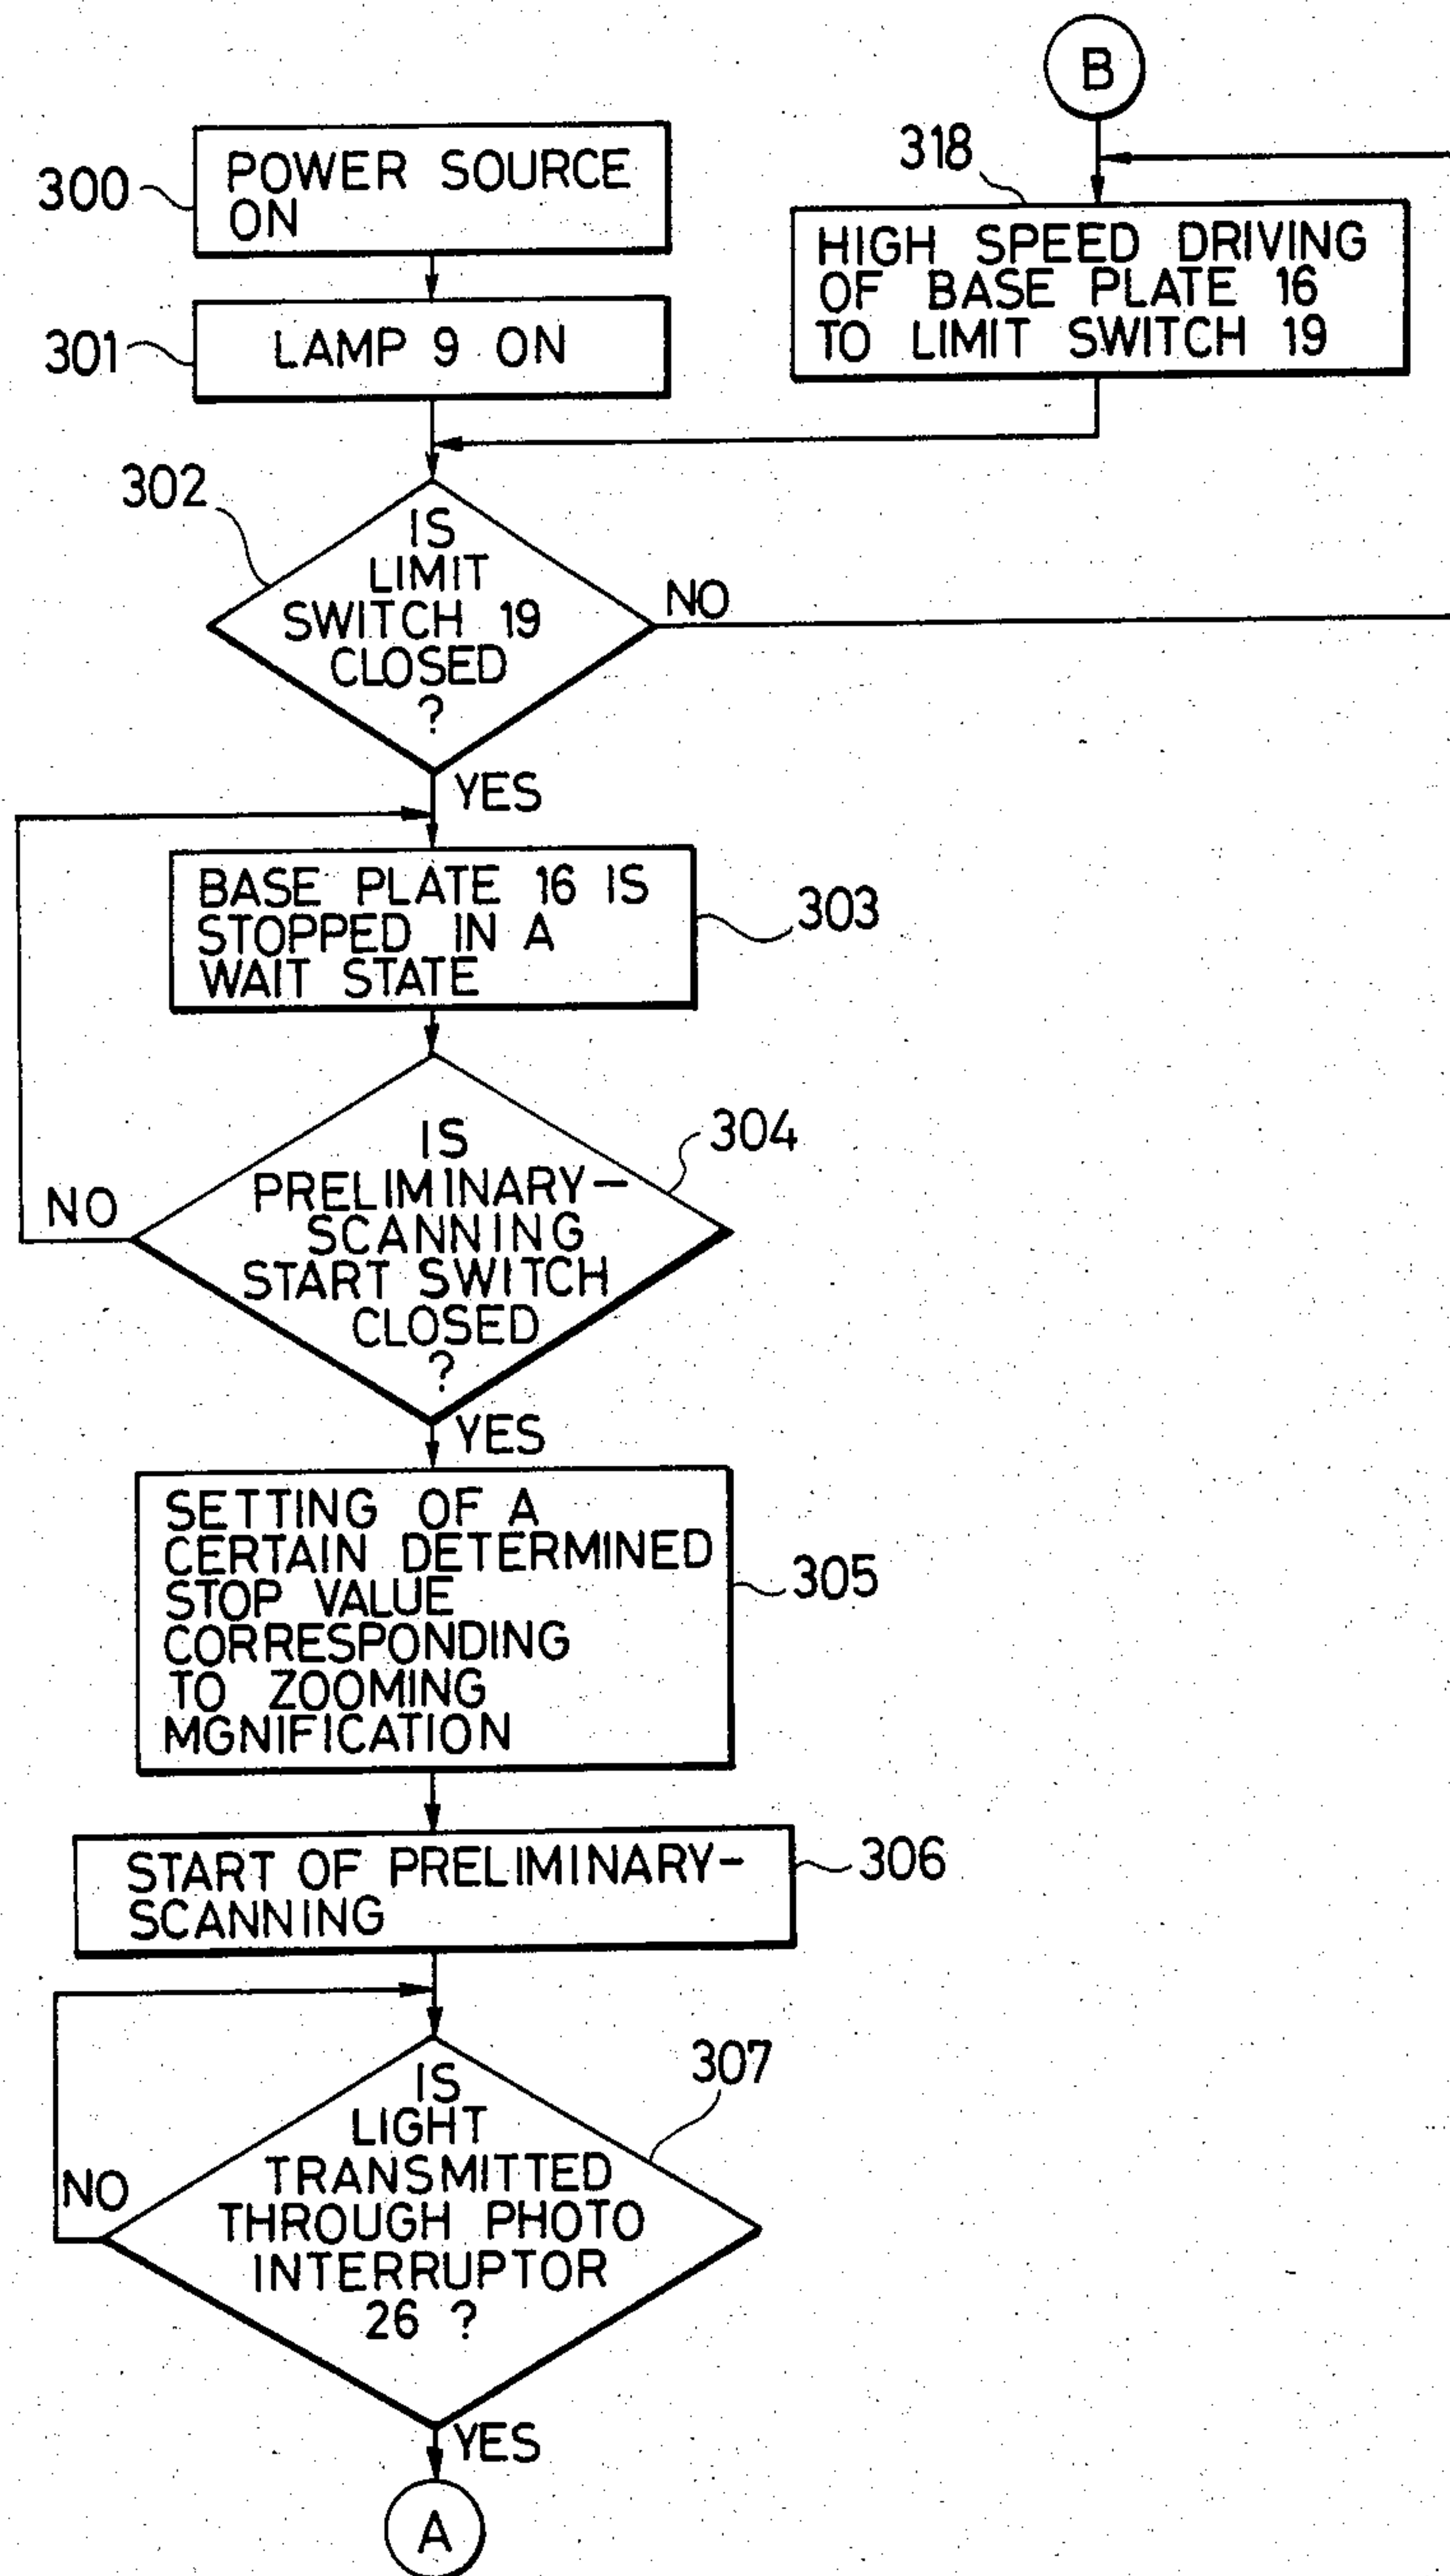 B
318
HIGH SPEED DRIVING
OF BASE PLATE 16
TO LIMIT SWITCH 19
300
POWER SOURCE
ON
301
LAMP 9 ON
302
IS
LIMIT
SWITCH 19
CLOSED
?
NO
YES
BASE PLATE 16 IS
STOPPED IN A
WAIT STATE
303
304
IS
PRELIMINARY-
SCANNING
START SWITCH
CLOSED
?
NO
YES
SETTING OF A
CERTAIN DETERMINED
STOP VALUE
CORRESPONDING
TO ZOOMING
MGNIFICATION
305
START OF PRELIMINARY-
SCANNING
306
307
IS
LIGHT
TRANSMITTED
THROUGH PHOTO
INTERRUPTOR
26 ?
NO
YES
A